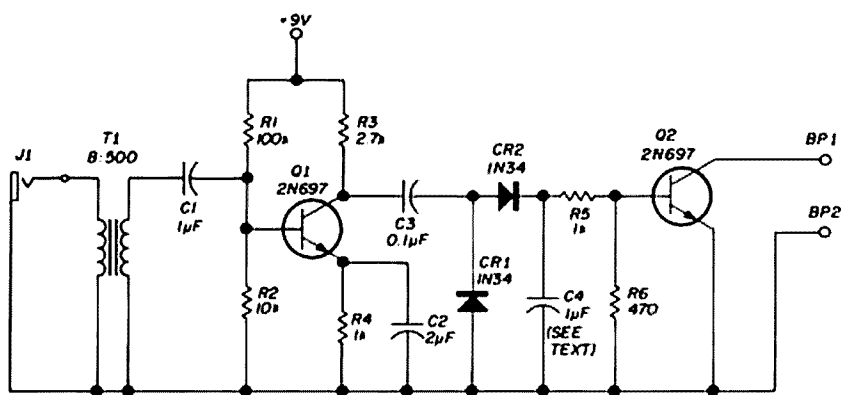 +9V
R1
100k
R3
2.7k
T1
8:500
J1
C1
1µF
Q1
2N697
C3
0.1µF
CR2
1N34
R5
1k
Q2
2N697
BP1
BP2
CR1
1N34
R2
10k
R4
1k
C2
2µF
C4
1µF
(SEE
TEXT)
R6
470